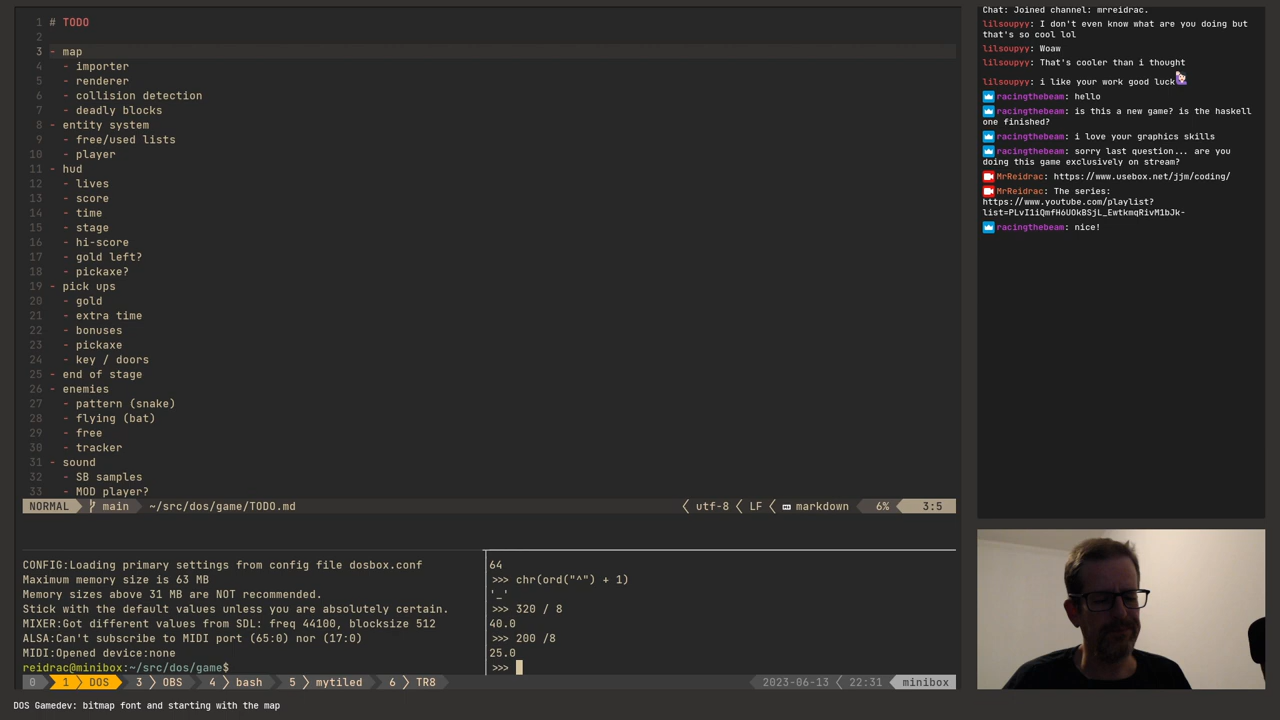 1 # TODO
2
3 - map
4 - importer
5 - renderer
6 - collision detection
7 - deadly blocks
8 - entity system
9 - free/used lists
10 - player
11 - hud
12 - lives
13 - score
14 - time
15 - stage
16 - hi-score
17 - gold left?
18 - pickaxe?
19 - pick ups
20 - gold
21 - extra time
22 - bonuses
23 - pickaxe
24 - key / doors
25 - end of stage
26 - enemies
27 - pattern (snake)
28 - flying (bat)
29 - free
30 - tracker
31 - sound
32 - SB samples
33 - MOD player?
NORMAL main ~/src/dos/game/TODO.md utf-8 LF markdown 6% 3:5
CONFIG:Loading primary settings from config file dosbox.conf
Maximum memory size is 63 MB
Memory sizes above 31 MB are NOT recommended.
Stick with the default values unless you are absolutely certain.
MIXER:Got different values from SDL: freq 44100, blocksize 512
ALSA:Can't subscribe to MIDI port (65:0) nor (17:0)
MIDI:Opened device:none
reidrac@minibox:~/src/dos/game$
64
>>> chr(ord("^") + 1)
'_'
>>> 320 / 8
40.0
>>> 200 /8
25.0
>>>
0 1 DOS 3 OBS 4 bash 5 mytiled 6 TR8 2023-06-13 22:31 minibox
DOS Gamedev: bitmap font and starting with the map
Chat: Joined channel: mrreidrac.
lilsoupyy: I don't even know what are you doing but
that's so cool lol
lilsoupyy: Woaw
lilsoupyy: That's cooler than i thought
lilsoupyy: i like your work good luck
racingthebeam: hello
racingthebeam: is this a new game? is the haskell
one finished?
racingthebeam: i love your graphics skills
racingthebeam: sorry last question... are you
doing this game exclusively on stream?
MrReidrac: https://www.usebox.net/jjm/coding/
MrReidrac: The series:
https://www.youtube.com/playlist?
list=PLvI1iQmfH6UOkBSjL_EwtkmqRivM1bJk-
racingthebeam: nice!